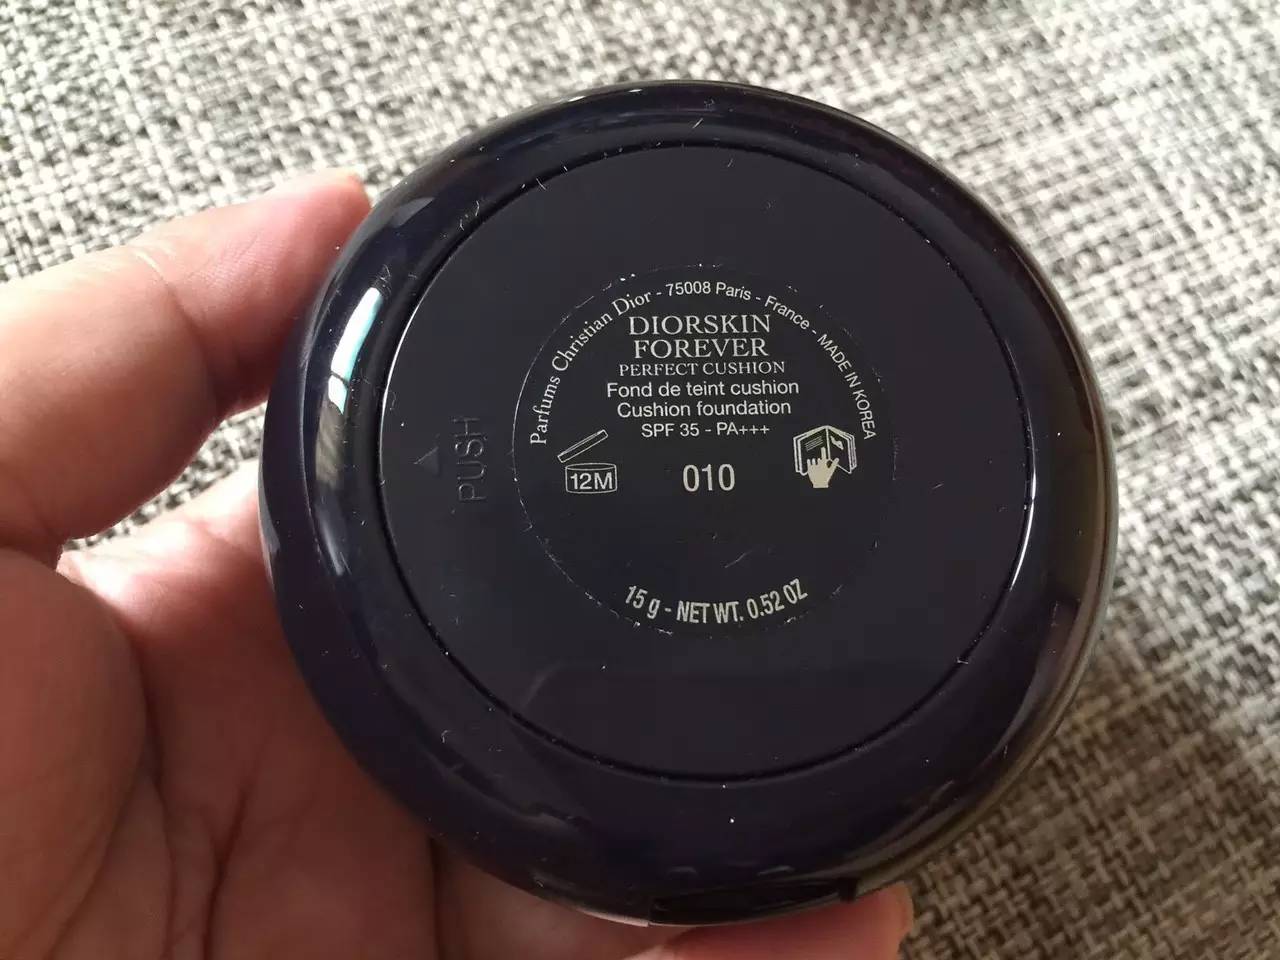 Parfums Christian Dior - 75008 Paris - France - MADE IN KOREA
DIORSKIN
FOREVER
PERFECT CUSHION
Fond de teint cushion
Cushion foundation
SPF 35 - PA+++
12M
010
15 g - NET WT. 0.52 OZ
PUSH